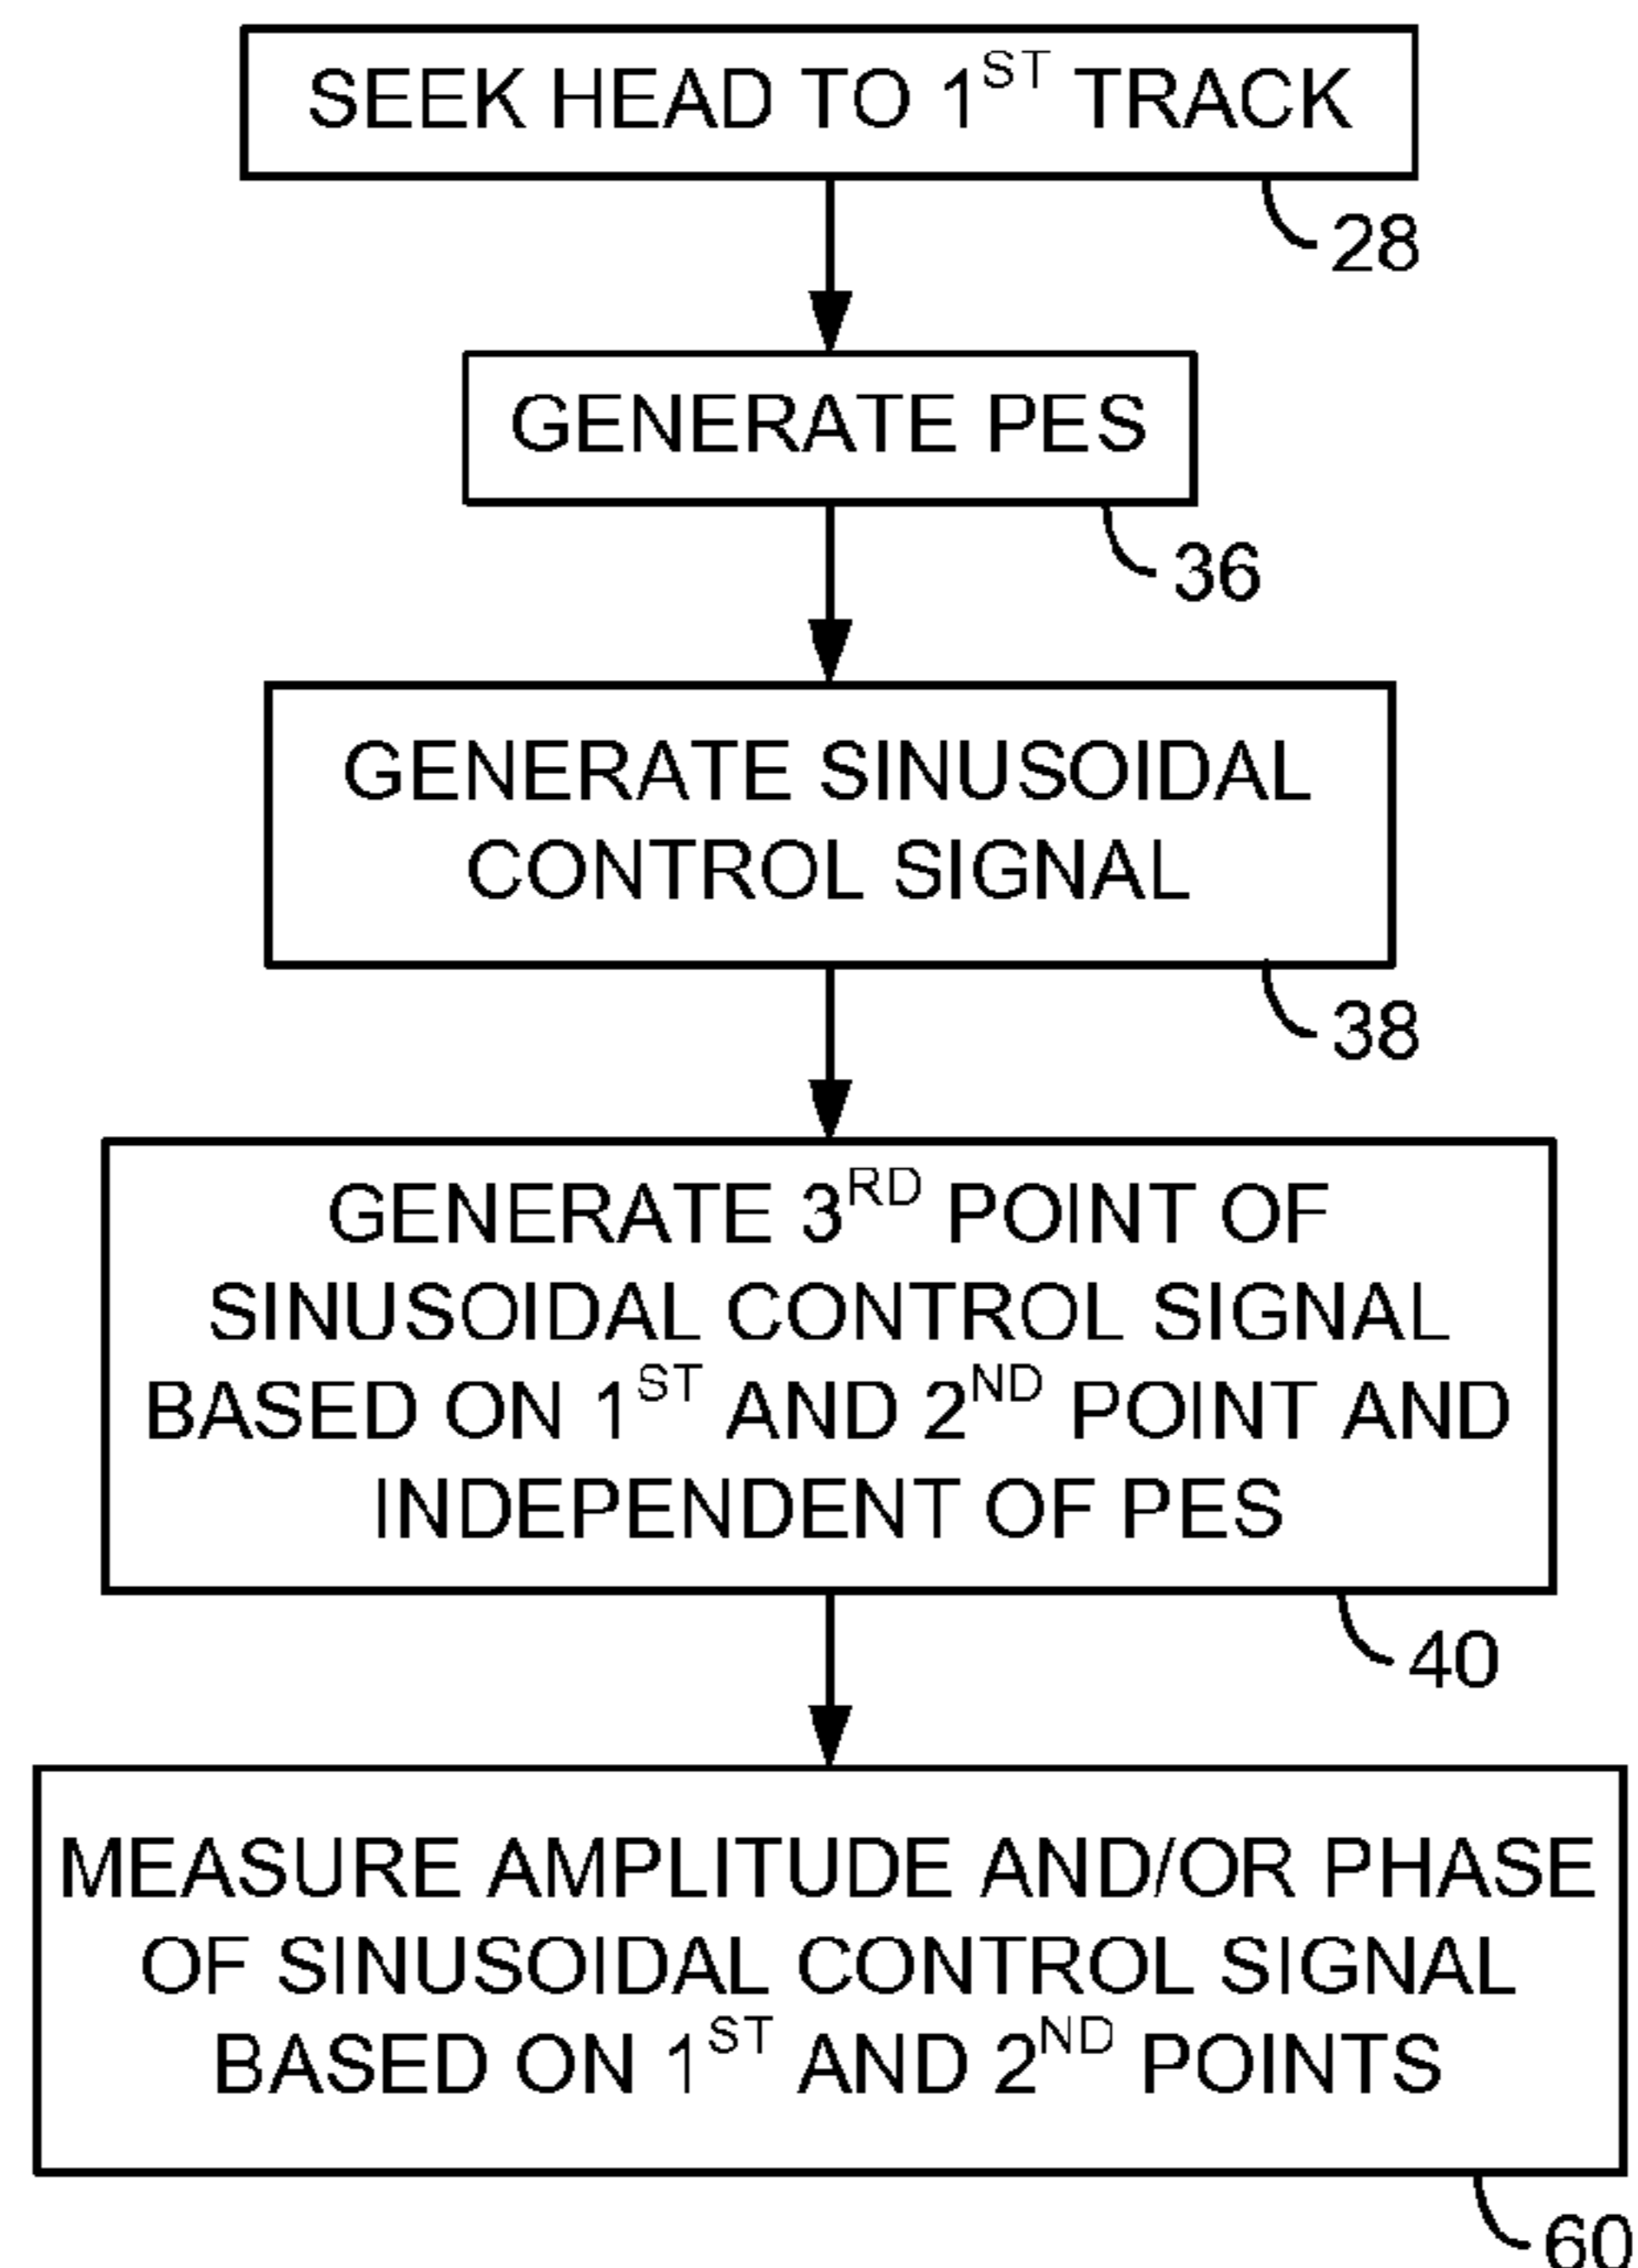 SEEK HEAD TO 1ST TRACK
28
GENERATE PES
36
GENERATE SINUSOIDAL
CONTROL SIGNAL
38
GENERATE 3RD POINT OF
SINUSOIDAL CONTROL SIGNAL
BASED ON 1ST AND 2ND POINT AND
INDEPENDENT OF PES
40
MEASURE AMPLITUDE AND/OR PHASE
OF SINUSOIDAL CONTROL SIGNAL
BASED ON 1ST AND 2ND POINTS
60